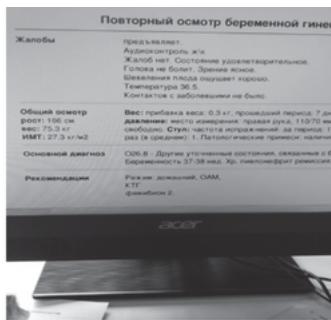 Повторный осмотр беременной гине
Жалобы
предъявляет.
Аудиоконтроль ж\к
Жалоб нет. Состояние удовлетворительное.
Голова не болит. Зрение ясное.
Шевеления плода ощущает хорошо.
Температура 36.5.
Контактов с заболевшими не было.
Общий осмотр
рост: 166 см
вес: 75.3 кг
ИМТ: 27.3 кг/м2
Вес: прибавка веса: 0.3 кг, прошедший период: 7 дн
давление: место измерения: правая рука, 110/70 мм
свободно. Стул: частота испражнений: за период: 1
раз (в среднем): 1. Патологические примеси: наличи
Основной диагноз
O26.8 - Другие уточненные состояния, связанные с б
Беременность 37-38 нед. Хр. пиелонефрит ремиссия
Рекомендации
Режим: домашний, ОАМ,
КТГ
фемибион 2.
acer